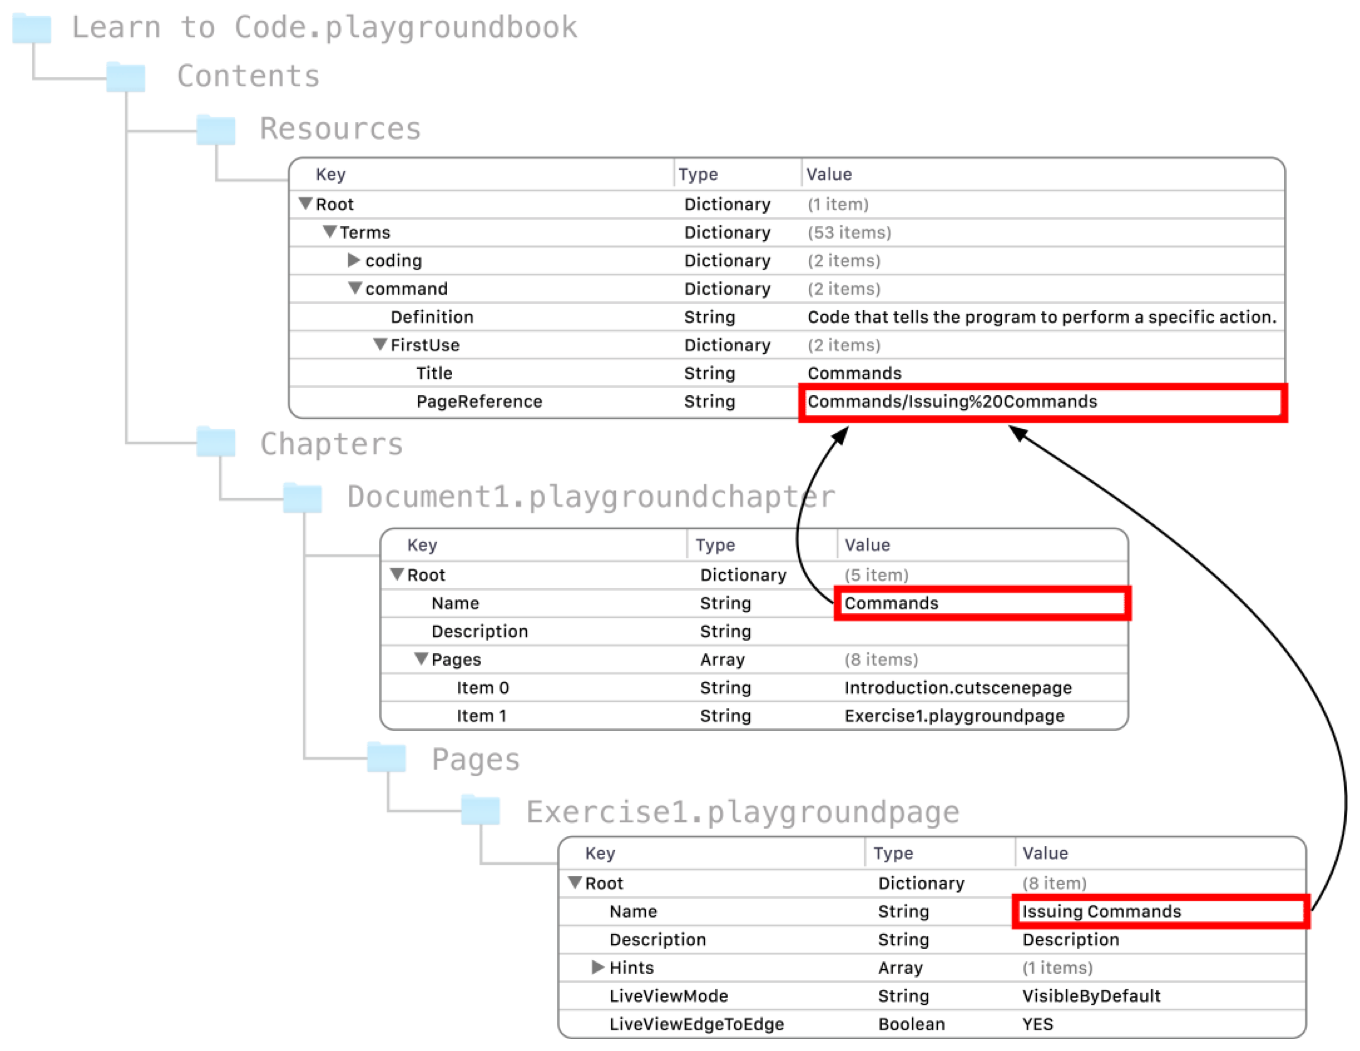 Learn to Code.playgroundbook
Contents
Resources
Key Type Value
Root Dictionary (1 item)
Terms Dictionary (53 items)
coding Dictionary (2 items)
command Dictionary (2 items)
Definition String Code that tells the program to perform a specific action.
FirstUse Dictionary (2 items)
Title String Commands
PageReference String Commands/Issuing%20Commands
Chapters
Document1.playgroundchapter
Key Type Value
Root Dictionary (5 item)
Name String Commands
Description String
Pages Array (8 items)
Item 0 String Introduction.cutscenepage
Item 1 String Exercise1.playgroundpage
Pages
Exercise1.playgroundpage
Key Type Value
Root Dictionary (8 item)
Name String Issuing Commands
Description String Description
Hints Array (1 items)
LiveViewMode String VisibleByDefault
LiveViewEdgeToEdge Boolean YES